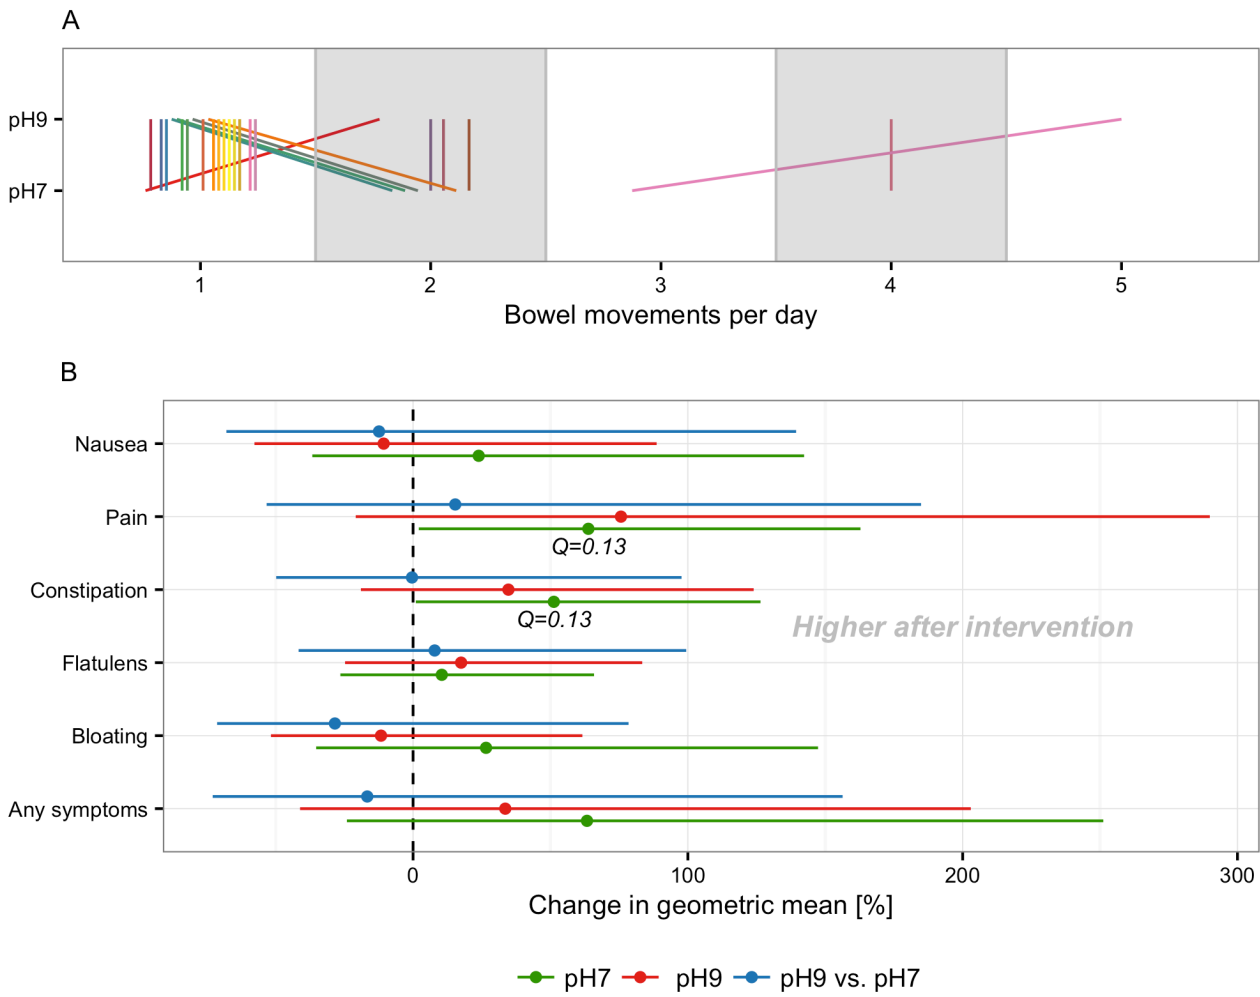 A
pH9
pH7
1 2 3 4 5
Bowel movements per day
B
Nausea
Pain
Q=0.13
Constipation
Q=0.13
Higher after intervention
Flatulens
Bloating
Any symptoms
0 100 200 300
Change in geometric mean [%]
pH7 pH9 pH9 vs. pH7